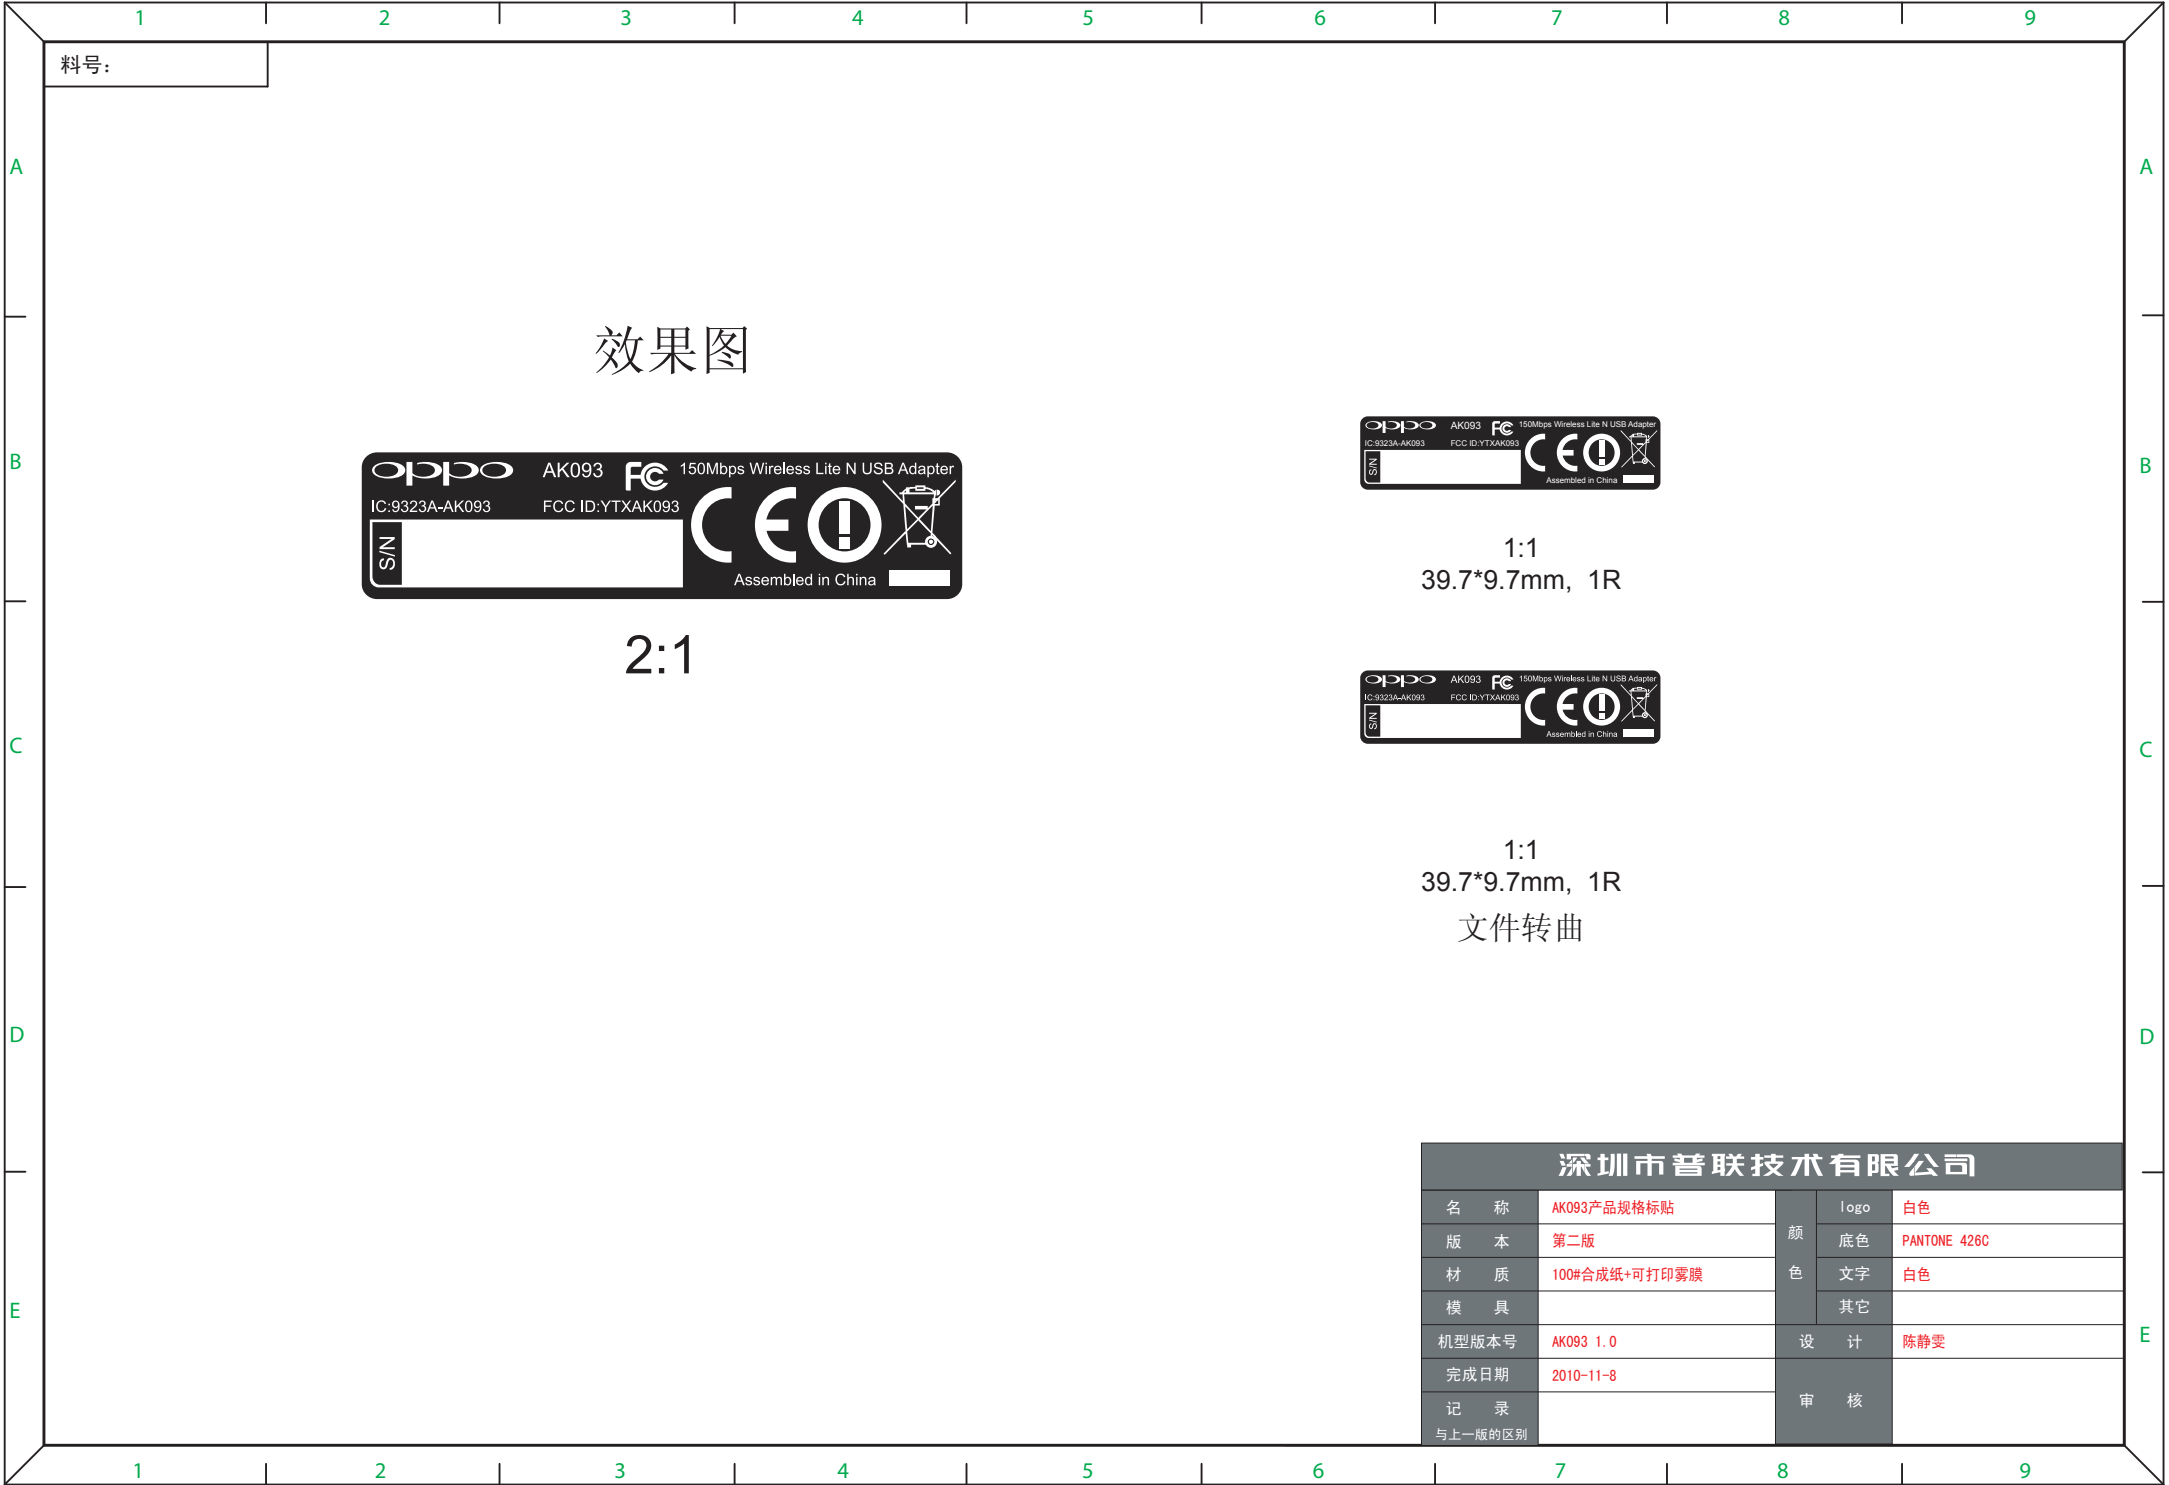 1 2 3 4 5 6 7 8 9
料号：
A A
效果图
B B
oppo AK093 FC 150Mbps Wireless Lite N USB Adapter
IC:9323A-AK093 FCC ID:YTXAK093
CE
S/N
Assembled in China
2:1
oppo AK093 FC 150Mbps Wireless Lite N USB Adapter
IC:9323A-AK093 FCC ID:YTXAK093
CE
S/N
Assembled in China
1:1
39.7*9.7mm, 1R
oppo AK093 FC 150Mbps Wireless Lite N USB Adapter
IC:9323A-AK093 FCC ID:YTXAK093
CE
S/N
Assembled in China
C C
1:1
39.7*9.7mm, 1R
文件转曲
D D
深圳市普联技术有限公司
名 称 AK093产品规格标贴 颜色 logo 白色
版 本 第二版 底色 PANTONE 426C
材 质 100#合成纸+可打印雾膜 文字 白色
模 具 其它
机型版本号 AK093 1.0 设 计 陈静雯
完成日期 2010-11-8 审 核
记 录
与上一版的区别
E E
1 2 3 4 5 6 7 8 9